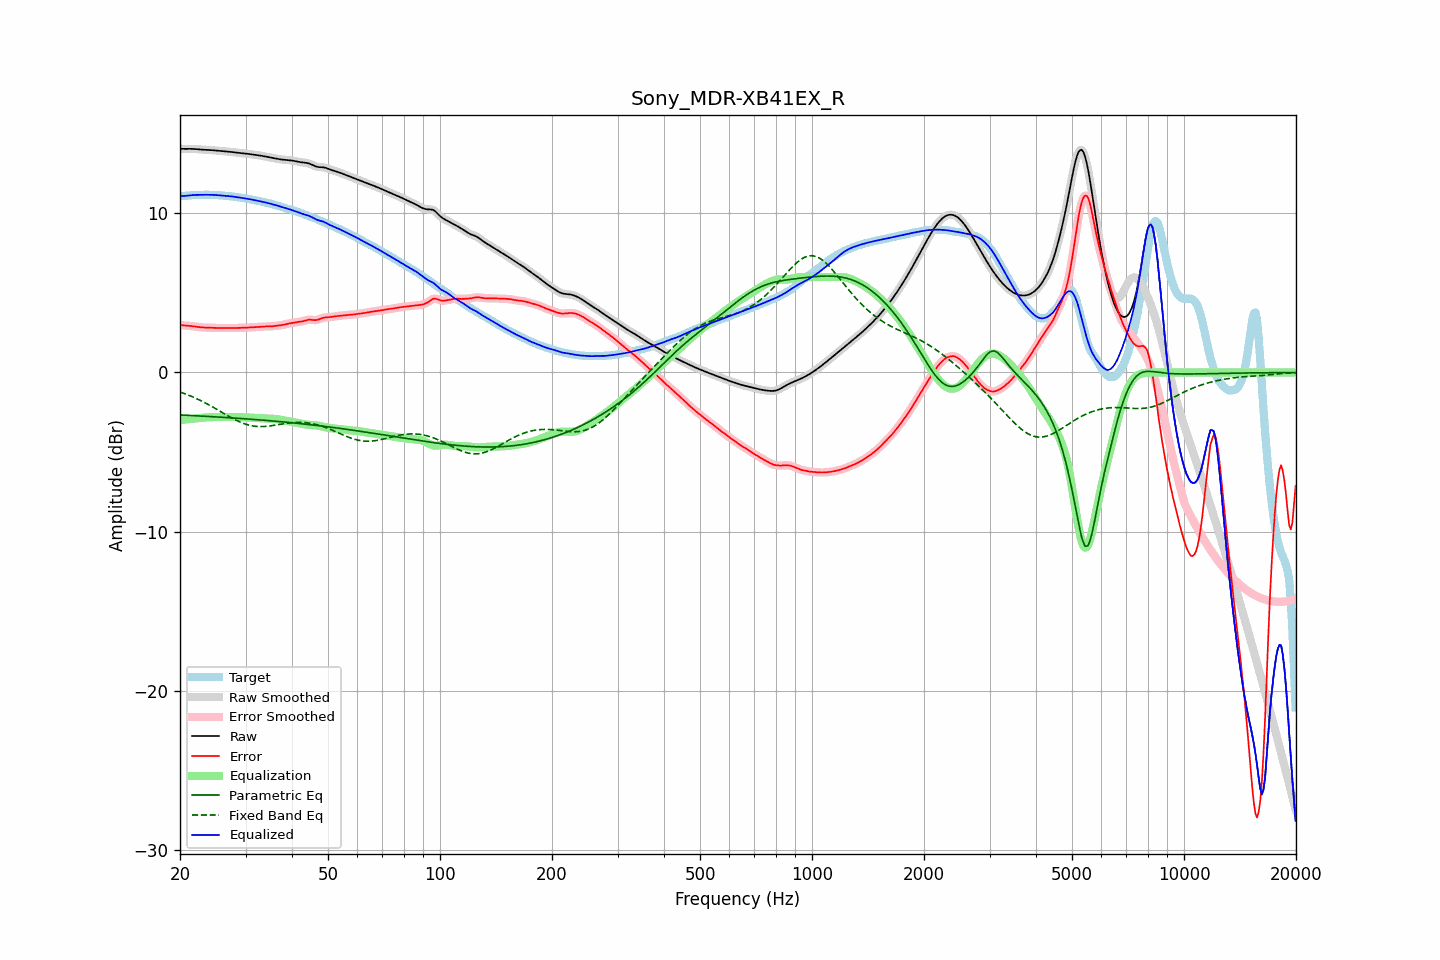 Sony_MDR-XB41EX_R
Amplitude (dBr)
10
0
−10
−20
−30
Target
Raw Smoothed
Error Smoothed
Raw
Error
Equalization
Parametric Eq
Fixed Band Eq
Equalized
20 50 100 200 500 1000 2000 5000 10000 20000
Frequency (Hz)